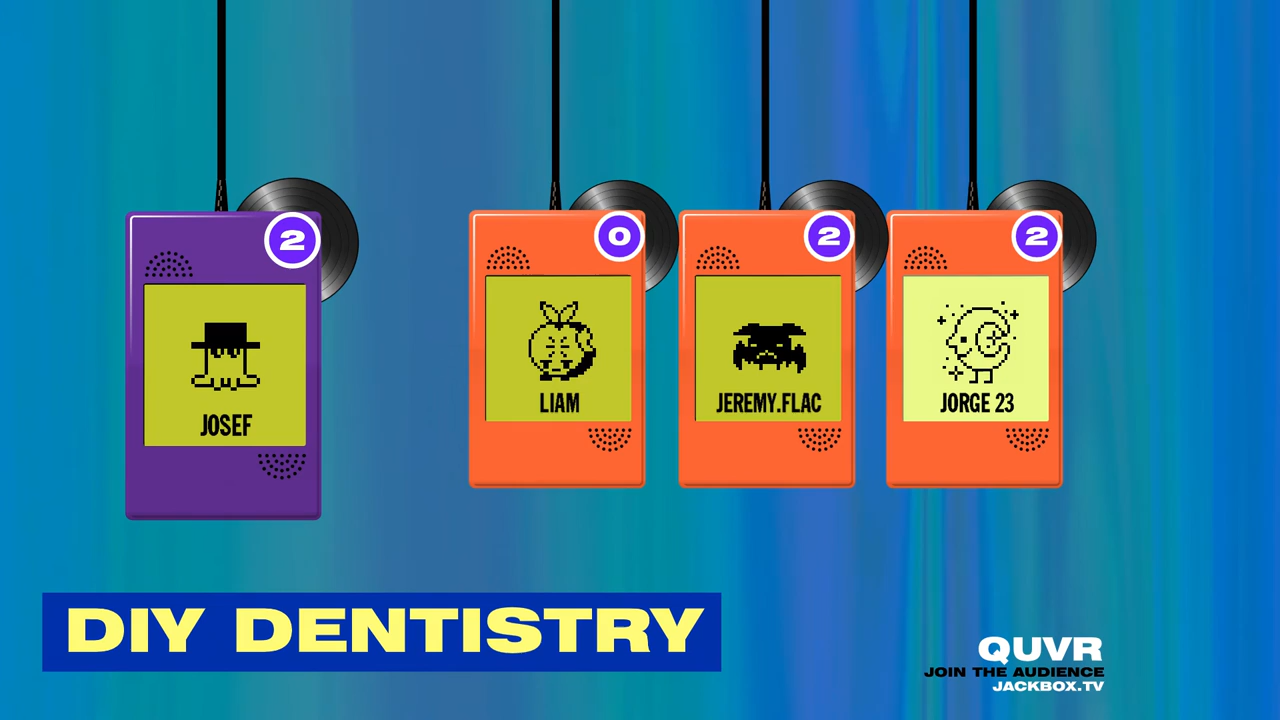 2
0
2
2
JOSEF
LIAM
JEREMY.FLAC
JORGE 23
DIY DENTISTRY
QUVR
JOIN THE AUDIENCE
JACKBOX.TV